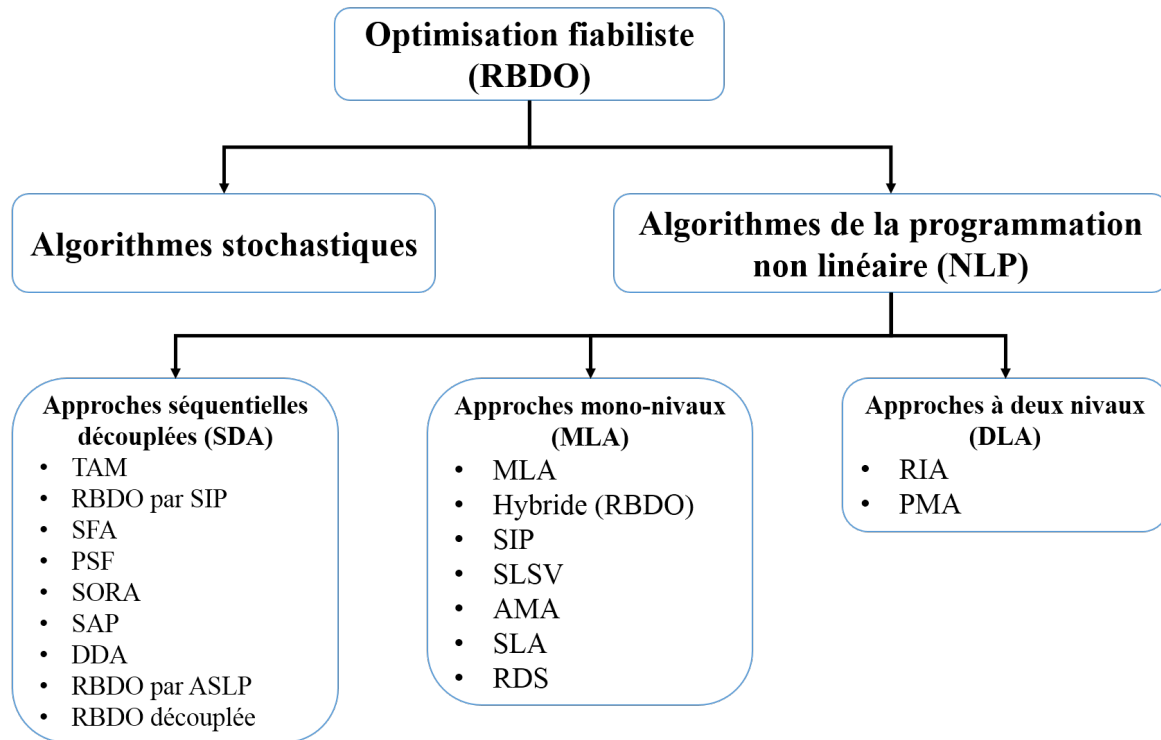 Optimisation fiabiliste
(RBDO)
Algorithmes stochastiques
Algorithmes de la programmation
non linéaire (NLP)
Approches séquentielles
découplées (SDA)
• TAM
• RBDO par SIP
• SFA
• PSF
• SORA
• SAP
• DDA
• RBDO par ASLP
• RBDO découplée
Approches mono-nivaux
(MLA)
• MLA
• Hybride (RBDO)
• SIP
• SLSV
• AMA
• SLA
• RDS
Approches à deux nivaux
(DLA)
• RIA
• PMA